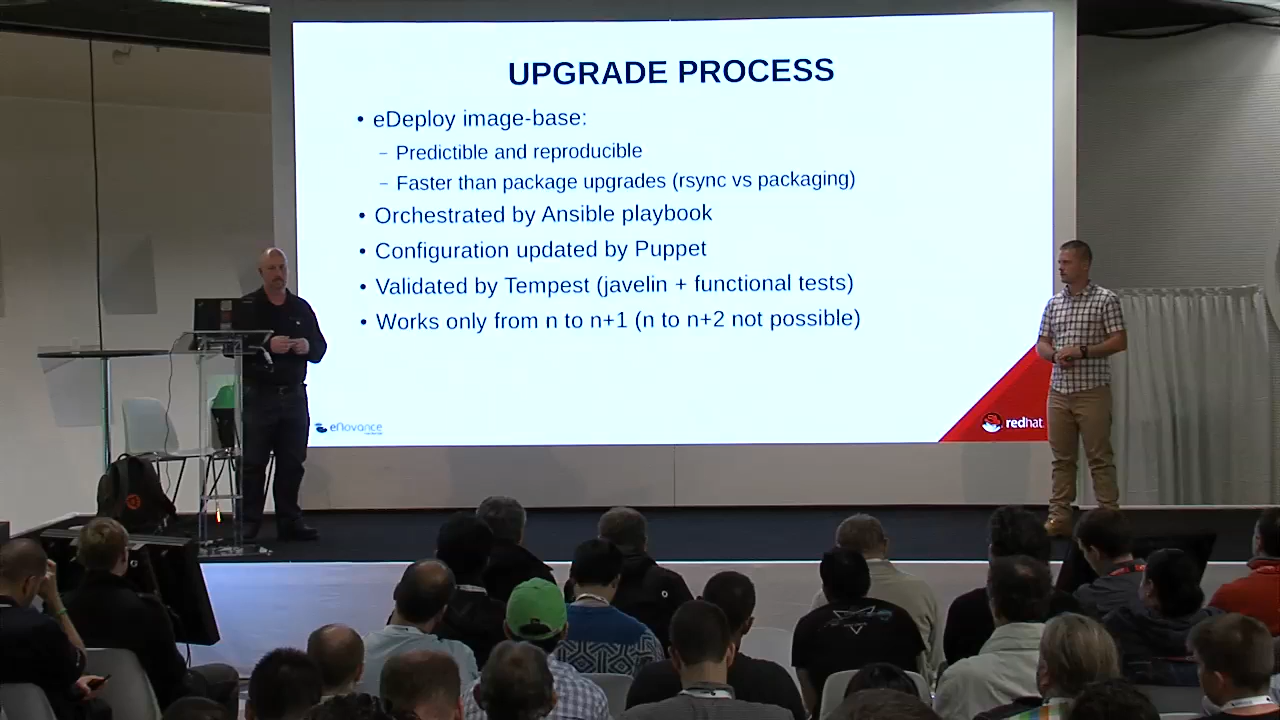 UPGRADE PROCESS
• eDeploy image-base:
– Predictible and reproducible
– Faster than package upgrades (rsync vs packaging)
• Orchestrated by Ansible playbook
• Configuration updated by Puppet
• Validated by Tempest (javelin + functional tests)
• Works only from n to n+1 (n to n+2 not possible)
eNovance
redhat